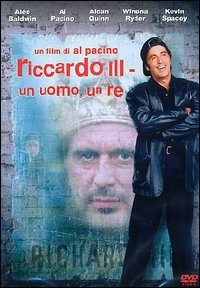 Alec Baldwin Al Pacino Aidan Quinn Winona Ryder Kevin Spacey
un film di al pacino
riccardo III -
un uomo, un re
RICHARD
DVD